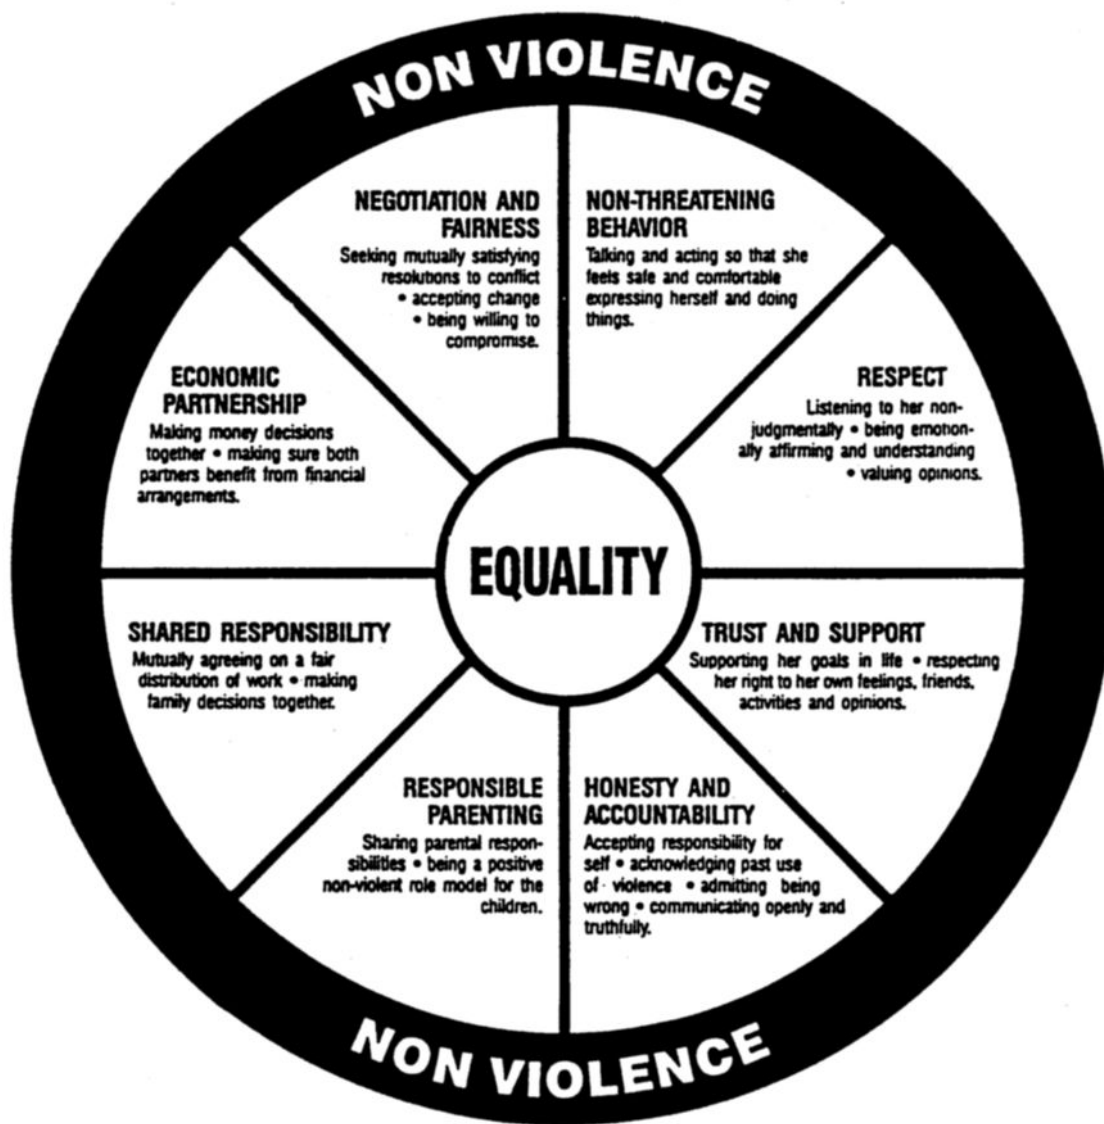 NON VIOLENCE
NEGOTIATION AND
FAIRNESS
Seeking mutually satisfying
resolutions to conflict
• accepting change
• being willing to
compromise.
NON-THREATENING
BEHAVIOR
Talking and acting so that she
feels safe and comfortable
expressing herself and doing
things.
ECONOMIC
PARTNERSHIP
Making money decisions
together • making sure both
partners benefit from financial
arrangements.
RESPECT
Listening to her non-
judgmentally • being emotion-
ally affirming and understanding
• valuing opinions.
EQUALITY
SHARED RESPONSIBILITY
Mutually agreeing on a fair
distribution of work • making
family decisions together.
TRUST AND SUPPORT
Supporting her goals in life • respecting
her right to her own feelings, friends,
activities and opinions.
RESPONSIBLE
PARENTING
Sharing parental respon-
sibilities • being a positive
non-violent role model for the
children.
HONESTY AND
ACCOUNTABILITY
Accepting responsibility for
self • acknowledging past use
of violence • admitting being
wrong • communicating openly and
truthfully.
NON VIOLENCE